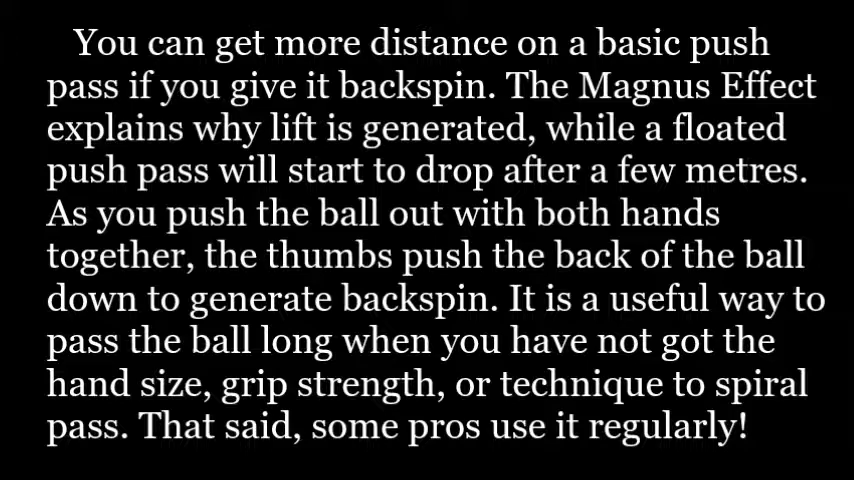 You can get more distance on a basic push
pass if you give it backspin. The Magnus Effect
explains why lift is generated, while a floated
push pass will start to drop after a few metres.
As you push the ball out with both hands
together, the thumbs push the back of the ball
down to generate backspin. It is a useful way to
pass the ball long when you have not got the
hand size, grip strength, or technique to spiral
pass. That said, some pros use it regularly!